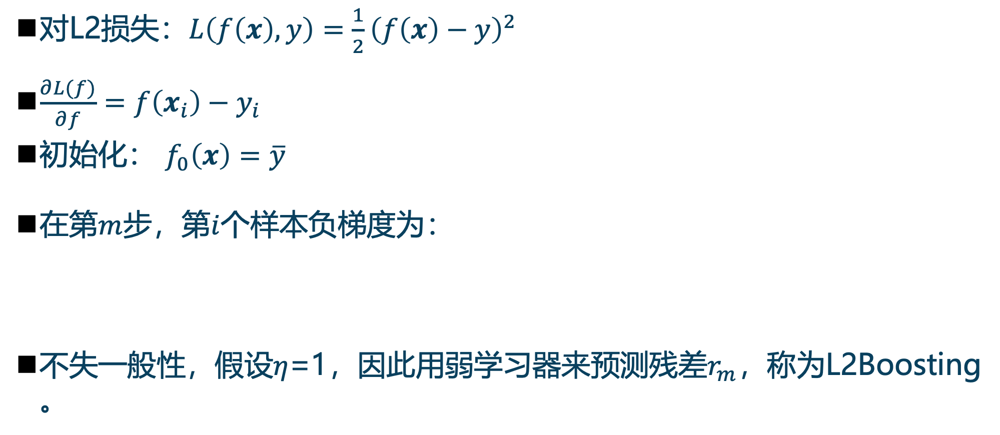 ■对L2损失：$L(f(\boldsymbol{x}),y)=\frac{1}{2}(f(\boldsymbol{x})-y)^2$
■$\frac{\partial L(f)}{\partial f}=f(\boldsymbol{x}_i)-y_i$
■初始化： $f_0(\boldsymbol{x})=\bar{y}$
■在第$m$步，第$i$个样本负梯度为：
■不失一般性，假设$\eta$=1，因此用弱学习器来预测残差$r_m$，称为L2Boosting
。